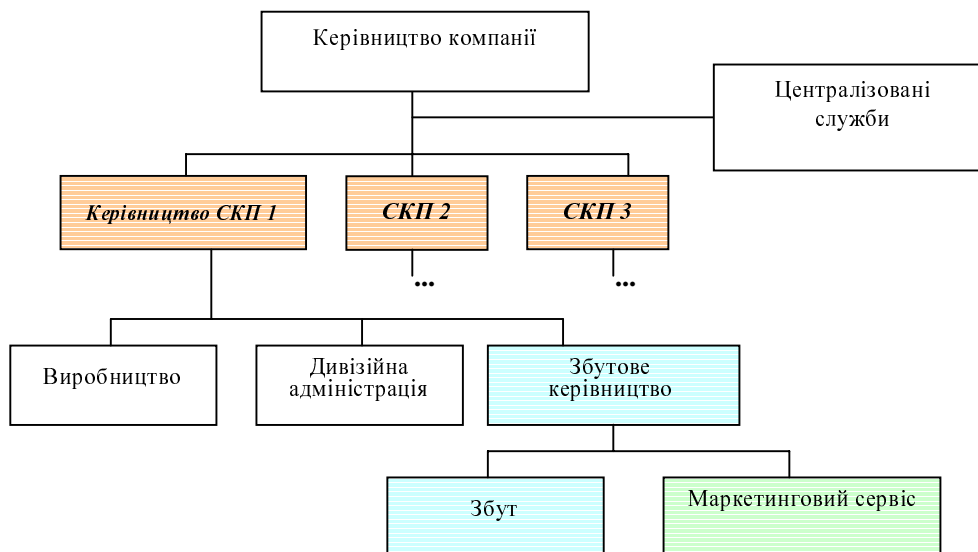 Керівництво компанії
Централізовані
служби
Керівництво СКП 1
СКП 2
СКП 3
...
...
Виробництво
Дивізійна
адміністрація
Збутове
керівництво
Збут
Маркетинговий сервіс